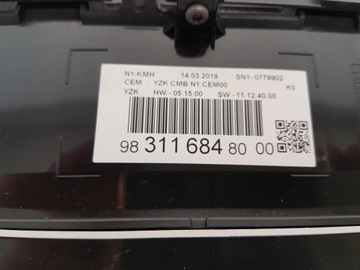 N1-KMH 14.03.2019 SN1-0779902
CEM - YZK CMB N1 CEM00 K0
YZK HW - 05.15.00 SW - 11.12.40.00
98 311 684 80 00